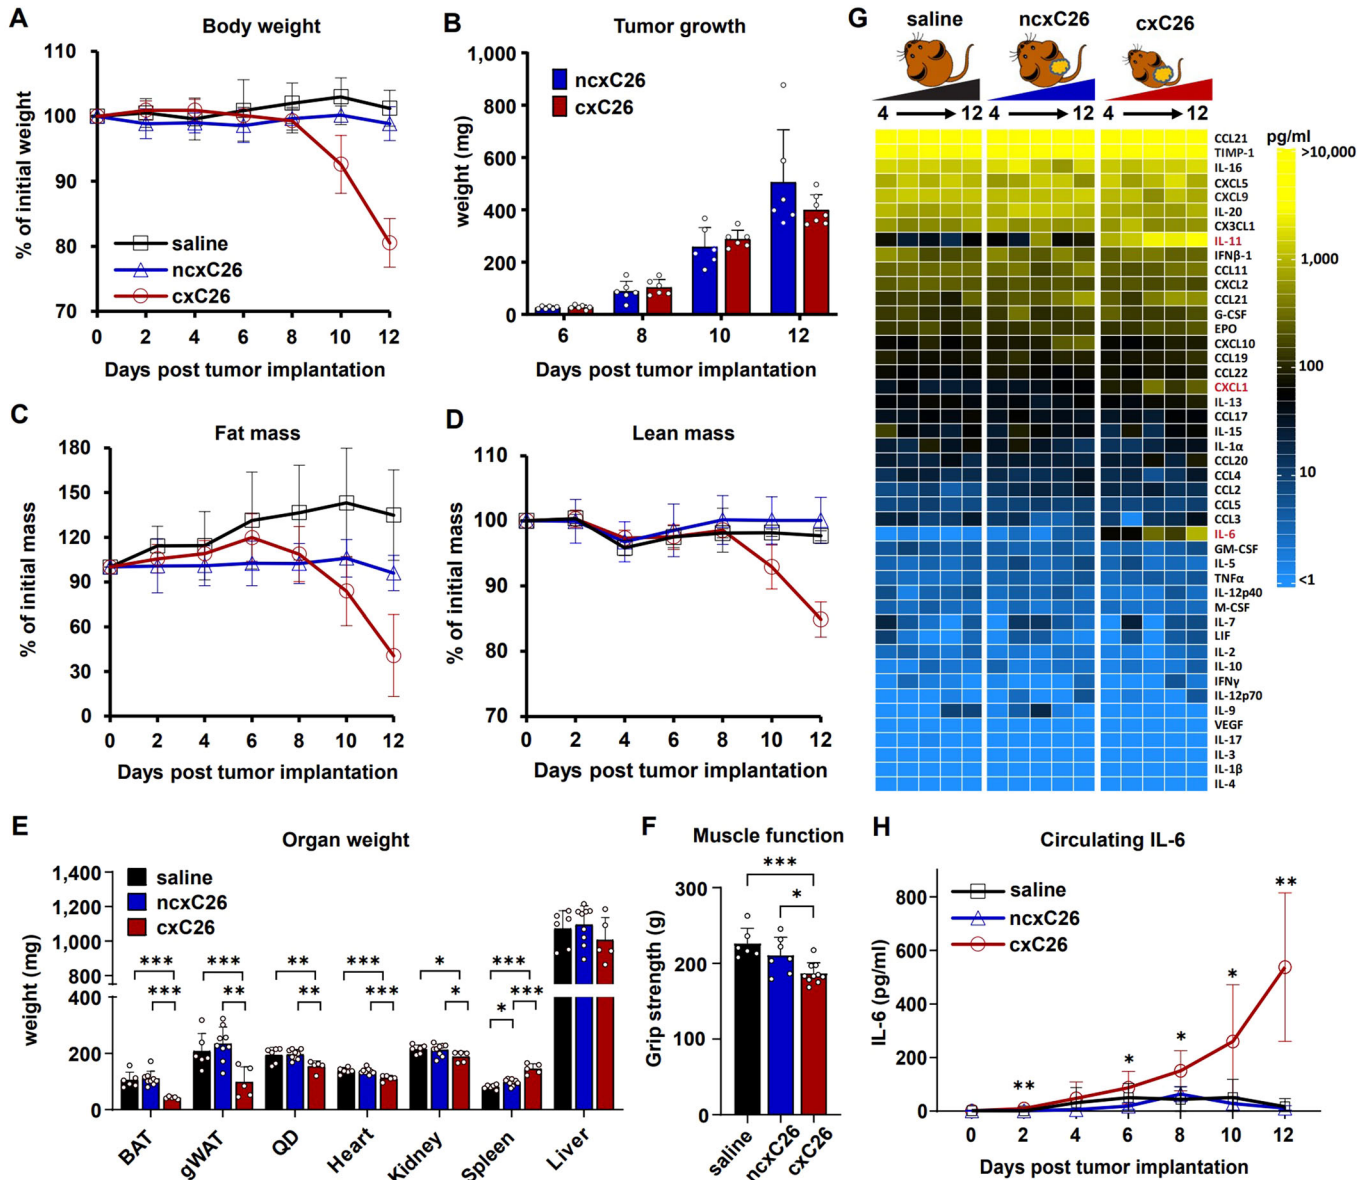 A
Body weight
% of initial weight
110
100
90
80
70
saline
ncxC26
cxC26
0 2 4 6 8 10 12
Days post tumor implantation
B
Tumor growth
weight (mg)
1,000
800
600
400
200
0
ncxC26
cxC26
6 8 10 12
Days post tumor implantation
C
Fat mass
% of initial mass
180
150
120
90
60
30
0
0 2 4 6 8 10 12
Days post tumor implantation
D
Lean mass
% of initial mass
110
100
90
80
70
0 2 4 6 8 10 12
Days post tumor implantation
E
Organ weight
weight (mg)
1,400
1,200
1,000
800
400
200
0
saline
ncxC26
cxC26
*** *** ** *** * ***
*** ** ** *** * * ***
BAT gWAT QD Heart Kidney Spleen Liver
F
Muscle function
Grip strength (g)
300
200
100
0
***
*
saline ncxC26 cxC26
G
saline ncxC26 cxC26
4 12 4 12 4 12
CCL21
TIMP-1
IL-16
CXCL5
CXCL9
IL-20
CX3CL1
IL-11
IFNβ-1
CCL11
CXCL2
CCL21
G-CSF
EPO
CXCL10
CCL19
CCL22
CXCL1
IL-13
CCL17
IL-15
IL-1α
CCL20
CCL4
CCL2
CCL5
CCL3
IL-6
GM-CSF
IL-5
TNFα
IL-12p40
M-CSF
IL-7
LIF
IL-2
IL-10
IFNγ
IL-12p70
IL-9
VEGF
IL-17
IL-3
IL-1β
IL-4
pg/ml
>10,000
1,000
100
10
<1
H
Circulating IL-6
IL-6 (pg/ml)
800
600
400
200
0
saline
ncxC26
cxC26
** * * * **
0 2 4 6 8 10 12
Days post tumor implantation